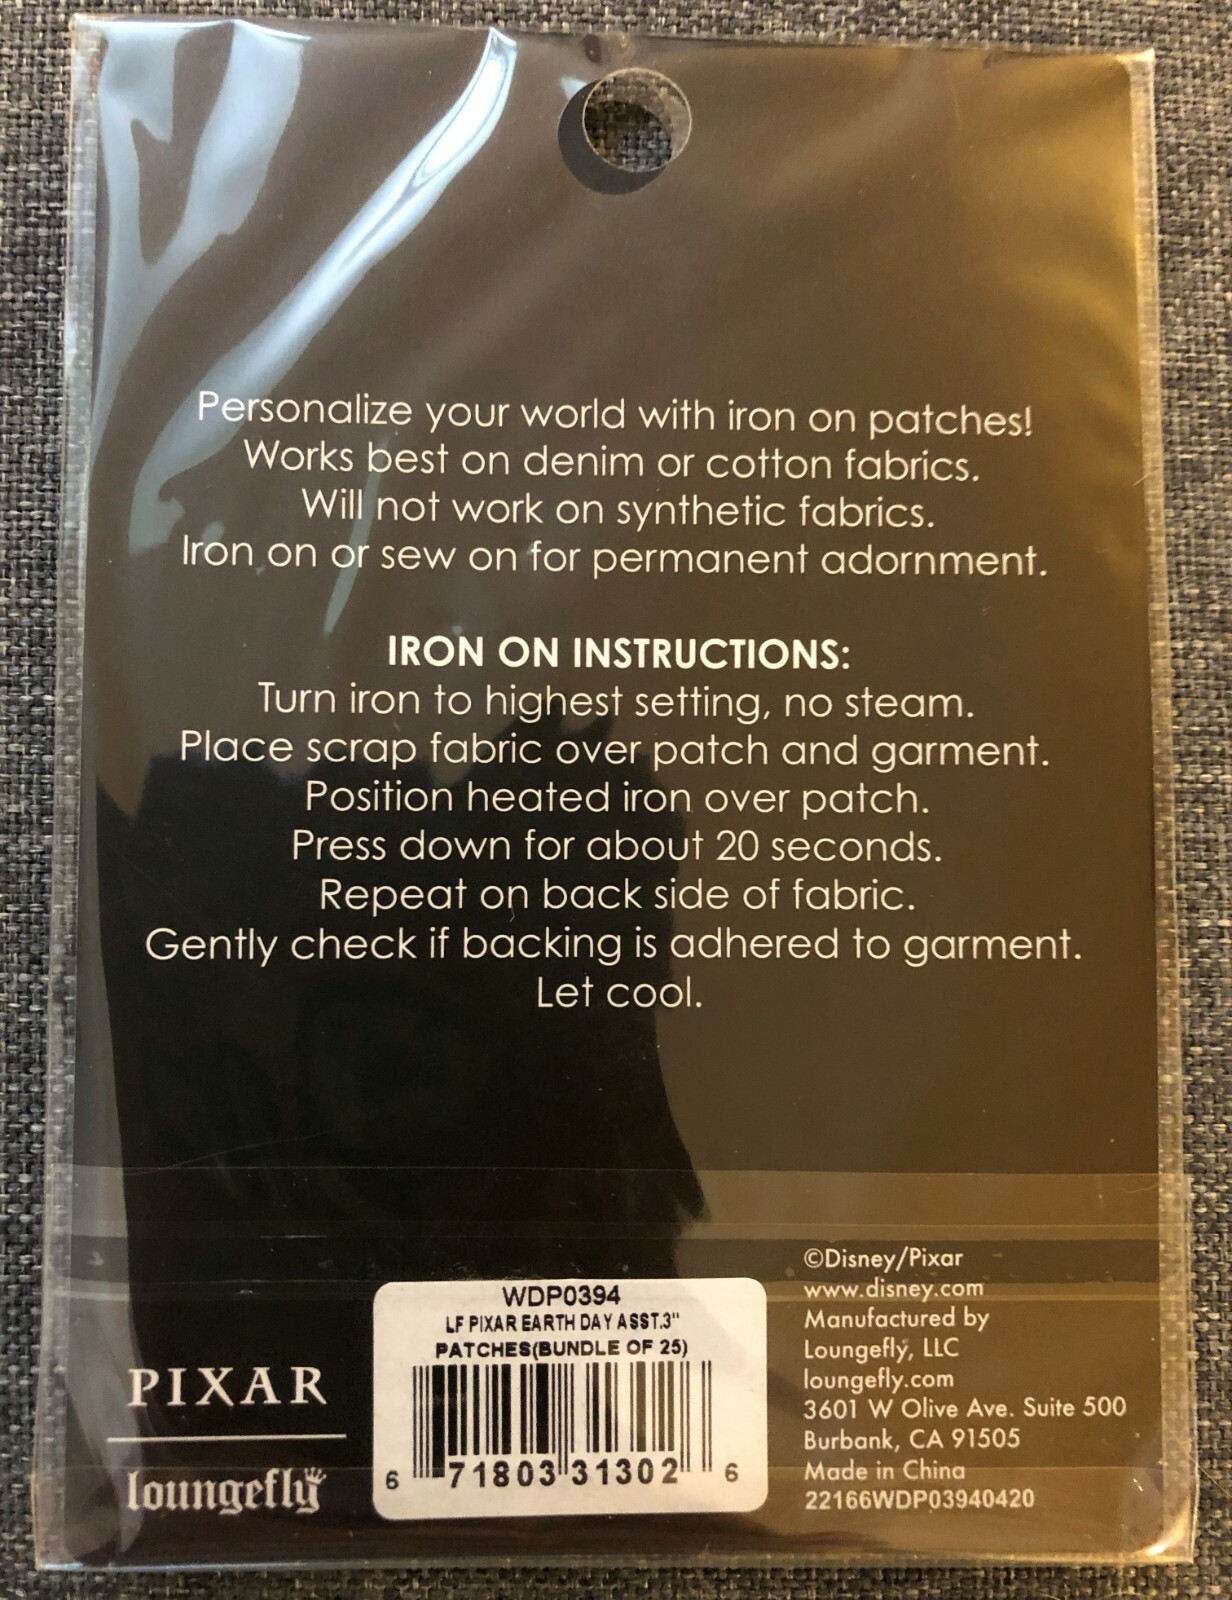 Personalize your world with iron on patches!
Works best on denim or cotton fabrics.
Will not work on synthetic fabrics.
Iron on or sew on for permanent adornment.
IRON ON INSTRUCTIONS:
Turn iron to highest setting, no steam.
Place scrap fabric over patch and garment.
Position heated iron over patch.
Press down for about 20 seconds.
Repeat on back side of fabric.
Gently check if backing is adhered to garment.
Let cool.
PIXAR
loungefly
WDP0394
LF PIXAR EARTH DAY ASST.3"
PATCHES(BUNDLE OF 25)
6 71803 31302 6
©Disney/Pixar
www.disney.com
Manufactured by
Loungefly, LLC
loungefly.com
3601 W Olive Ave. Suite 500
Burbank, CA 91505
Made in China
22166WDP03940420